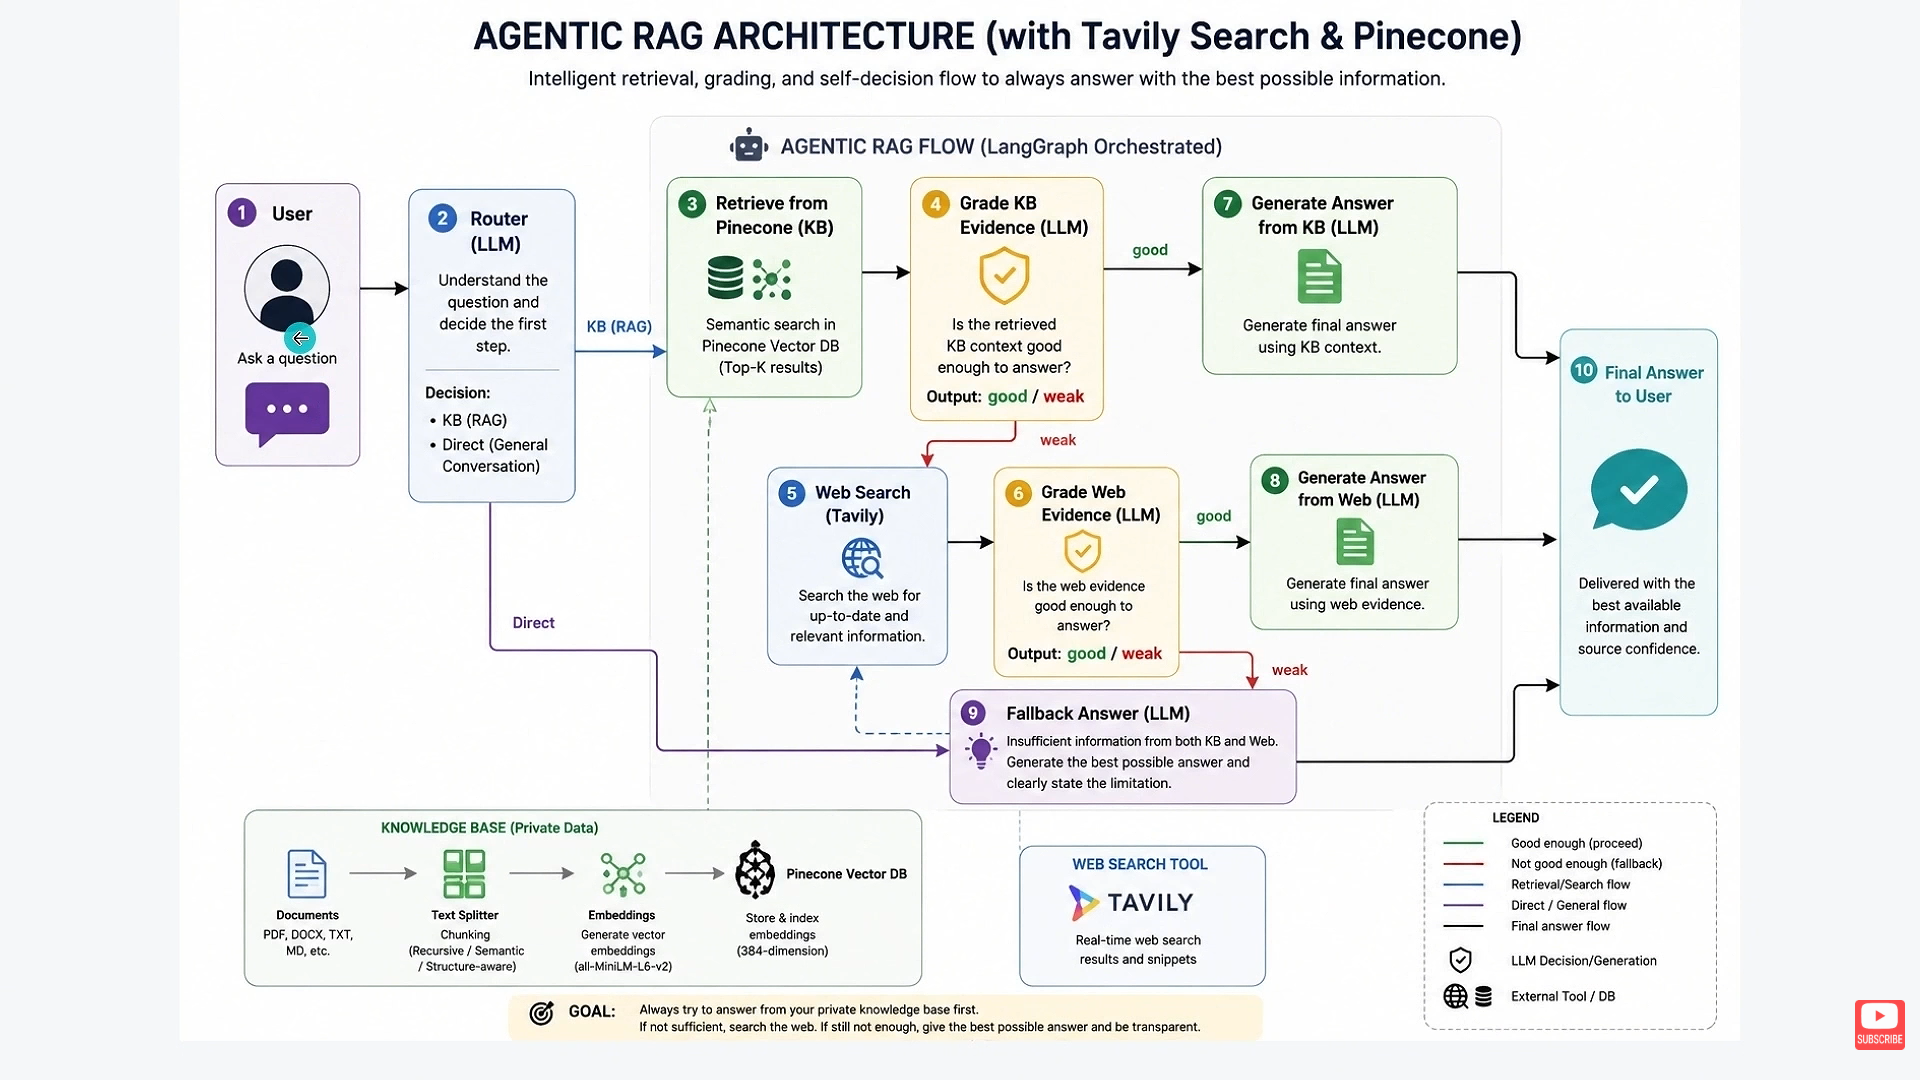 AGENTIC RAG ARCHITECTURE (with Tavily Search & Pinecone)
Intelligent retrieval, grading, and self-decision flow to always answer with the best possible information.
AGENTIC RAG FLOW (LangGraph Orchestrated)
1 User
Ask a question
2 Router
(LLM)
Understand the
question and
decide the first
step.
Decision:
• KB (RAG)
• Direct (General
Conversation)
KB (RAG)
Direct
3 Retrieve from
Pinecone (KB)
Semantic search in
Pinecone Vector DB
(Top-K results)
4 Grade KB
Evidence (LLM)
Is the retrieved
KB context good
enough to answer?
Output: good / weak
good
weak
7 Generate Answer
from KB (LLM)
Generate final answer
using KB context.
5 Web Search
(Tavily)
Search the web for
up-to-date and
relevant information.
6 Grade Web
Evidence (LLM)
Is the web evidence
good enough to
answer?
Output: good / weak
good
weak
8 Generate Answer
from Web (LLM)
Generate final answer
using web evidence.
9 Fallback Answer (LLM)
Insufficient information from both KB and Web.
Generate the best possible answer and
clearly state the limitation.
10 Final Answer
to User
Delivered with the
best available
information and
source confidence.
KNOWLEDGE BASE (Private Data)
Documents
PDF, DOCX, TXT,
MD, etc.
Text Splitter
Chunking
(Recursive / Semantic
/ Structure-aware)
Embeddings
Generate vector
embeddings
(all-MiniLM-L6-v2)
Pinecone Vector DB
Store & index
embeddings
(384-dimension)
WEB SEARCH TOOL
TAVILY
Real-time web search
results and snippets
LEGEND
Good enough (proceed)
Not good enough (fallback)
Retrieval/Search flow
Direct / General flow
Final answer flow
LLM Decision/Generation
External Tool / DB
GOAL:
Always try to answer from your private knowledge base first.
If not sufficient, search the web. If still not enough, give the best possible answer and be transparent.
SUBSCRIBE